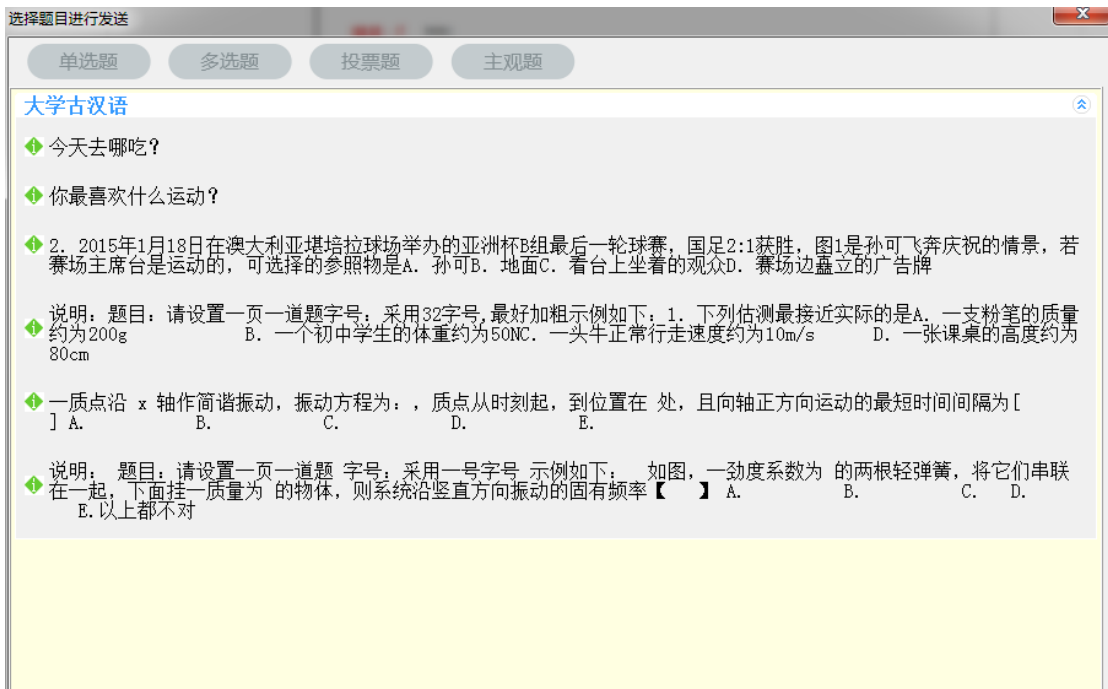 选择题目进行发送
单选题 多选题 投票题 主观题
大学古汉语
今天去哪吃?
你最喜欢什么运动?
2. 2015年1月18日在澳大利亚堪培拉球场举办的亚洲杯B组最后一轮球赛, 国足2:1获胜, 图1是孙可飞奔庆祝的情景, 若
赛场主席台是运动的, 可选择的参照物是A. 孙可B. 地面C. 看台上坐着的观众D. 赛场边矗立的广告牌
说明: 题目: 请设置一页一道题字号: 采用32字号,最好加粗示例如下: 1. 下列估测最接近实际的是A. 一支粉笔的质量
约为200g B. 一个初中学生的体重约为50NC. 一头牛正常行走速度约为10m/s D. 一张课桌的高度约为
80cm
一质点沿 x 轴作简谐振动, 振动方程为: , 质点从时刻起, 到位置在 处, 且向轴正方向运动的最短时间间隔为[
] A. B. C. D. E.
说明: 题目: 请设置一页一道题 字号: 采用一号字号 示例如下: 如图, 一劲度系数为 的两根轻弹簧, 将它们串联
在一起, 下面挂一质量为 的物体, 则系统沿竖直方向振动的固有频率【 】 A. B. C. D.
E.以上都不对